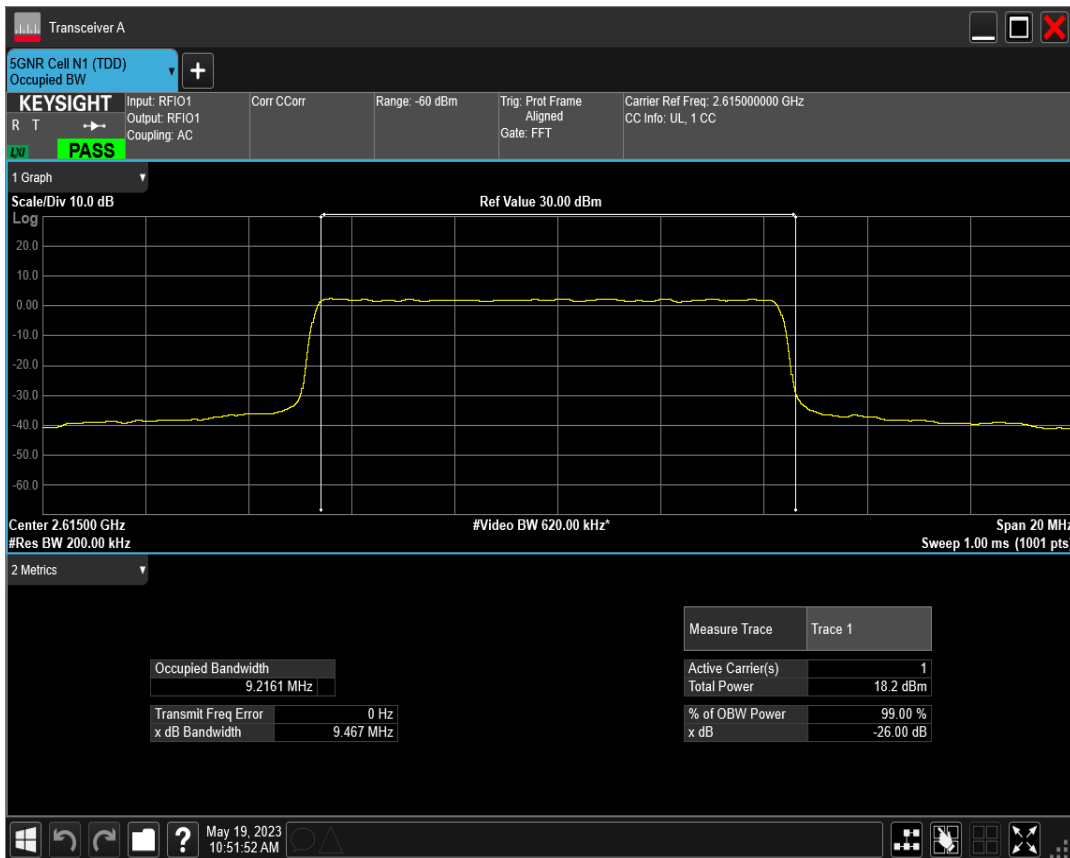 Transceiver A
5GNR Cell N1 (TDD)
Occupied BW
KEYSIGHT
R T
LXI
PASS
Input: RFIO1
Output: RFIO1
Coupling: AC
Corr CCorr
Range: -60 dBm
Trig: Prot Frame
Aligned
Gate: FFT
Carrier Ref Freq: 2.615000000 GHz
CC Info: UL, 1 CC
1 Graph
Scale/Div 10.0 dB
Ref Value 30.00 dBm
Log
20.0
10.0
0.00
-10.0
-20.0
-30.0
-40.0
-50.0
-60.0
Center 2.61500 GHz
#Video BW 620.00 kHz*
Span 20 MHz
#Res BW 200.00 kHz
Sweep 1.00 ms (1001 pts)
2 Metrics
Measure Trace Trace 1
Occupied Bandwidth
9.2161 MHz
Active Carrier(s) 1
Total Power 18.2 dBm
Transmit Freq Error 0 Hz
x dB Bandwidth 9.467 MHz
% of OBW Power 99.00 %
x dB -26.00 dB
?
May 19, 2023
10:51:52 AM